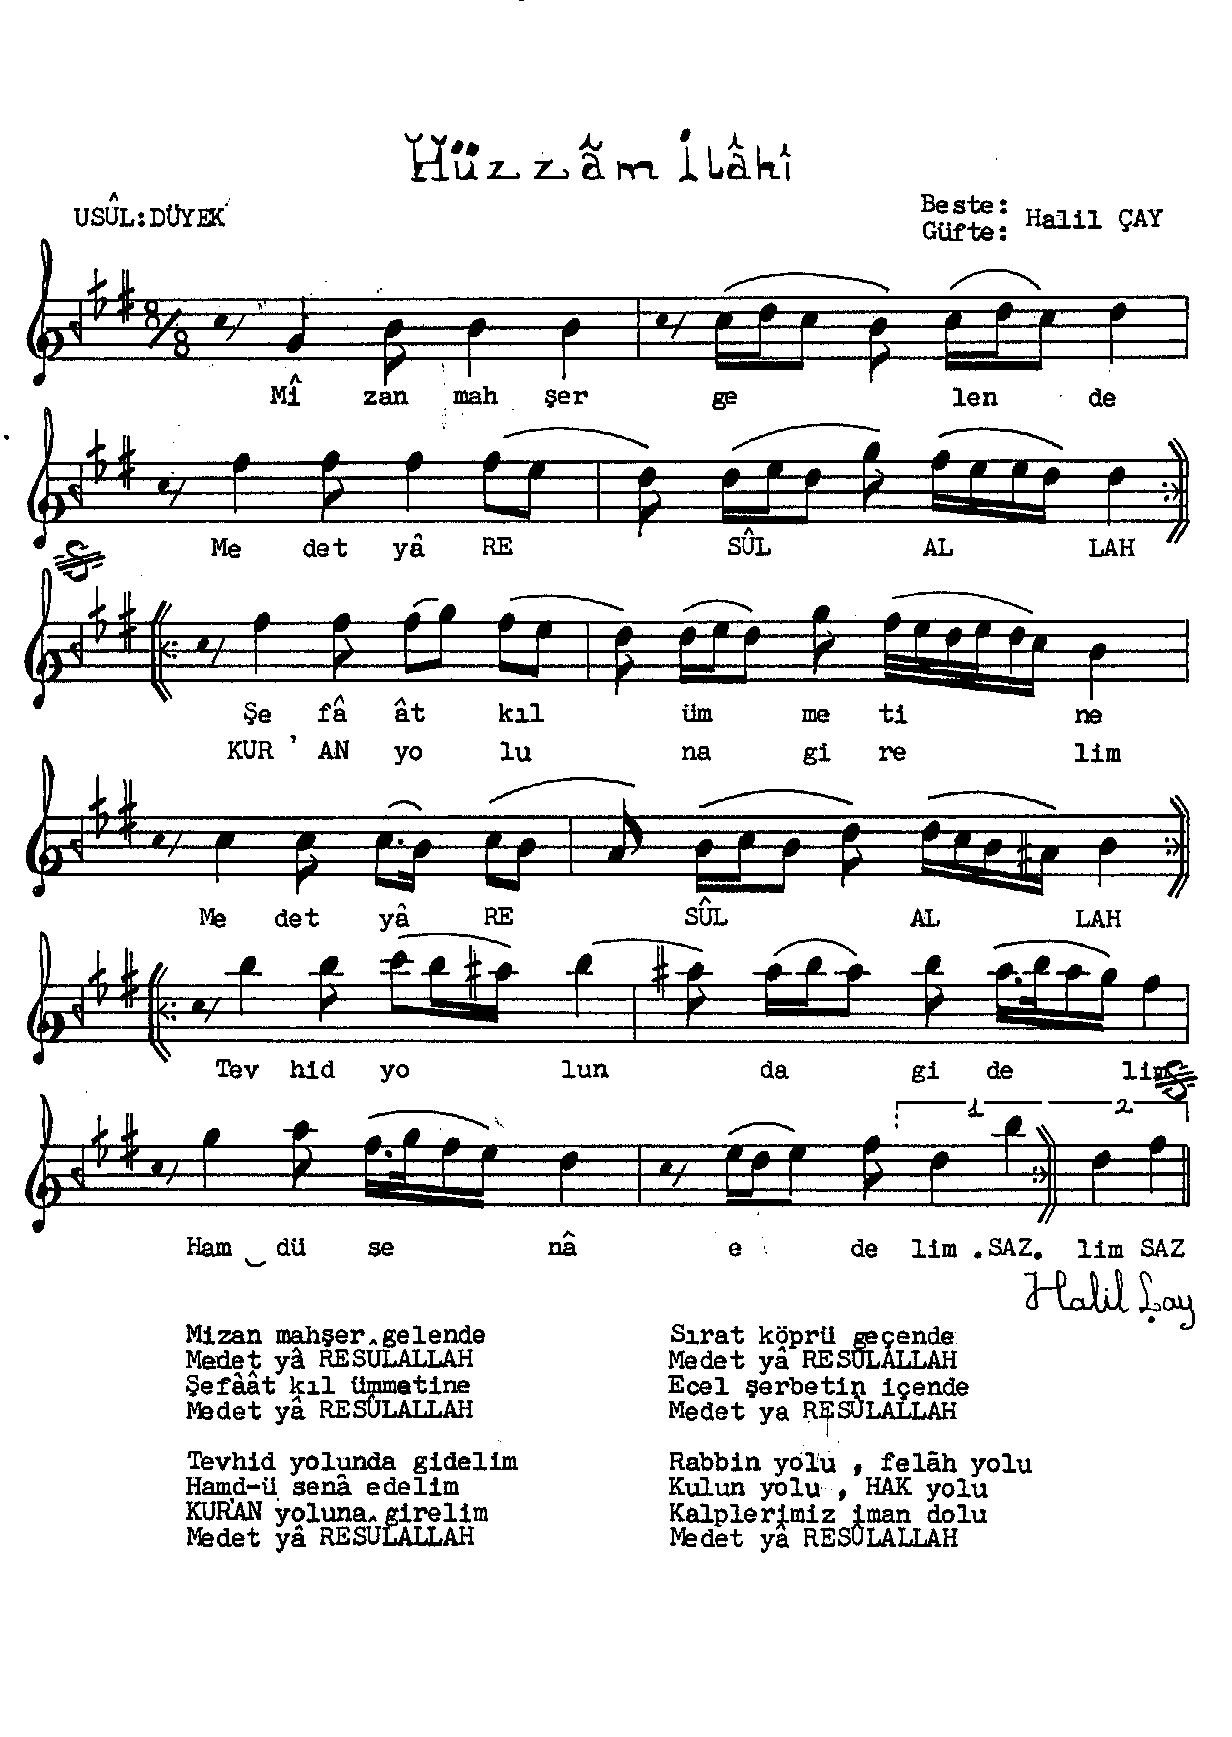 Hüzzâm İlâhî
USÛL:DÜYEK
Beste:
Güfte: Halil ÇAY
8/8
Mî zan mah şer ge len de
Me det yâ RE SÛL AL LAH
Şe fâ ât kıl üm me ti ne
KUR ' AN yo lu na gi re lim
Me det yâ RE SÛL AL LAH
Tev hid yo lun da gi de lim
1 2
Ham dü se nâ e de lim .SAZ. lim SAZ
Halil Çay
Mizan mahşer gelende
Medet yâ RESÛLALLAH
Şefâât kıl ümmetine
Medet yâ RESÛLALLAH
Tevhid yolunda gidelim
Hamd-ü senâ edelim
KUR'AN yoluna girelim
Medet yâ RESÛLALLAH
Sırat köprü geçende
Medet yâ RESÛLALLAH
Ecel şerbetin içende
Medet ya RESÛLALLAH
Rabbin yolu , felâh yolu
Kulun yolu , HAK yolu
Kalplerimiz iman dolu
Medet yâ RESÛLALLAH